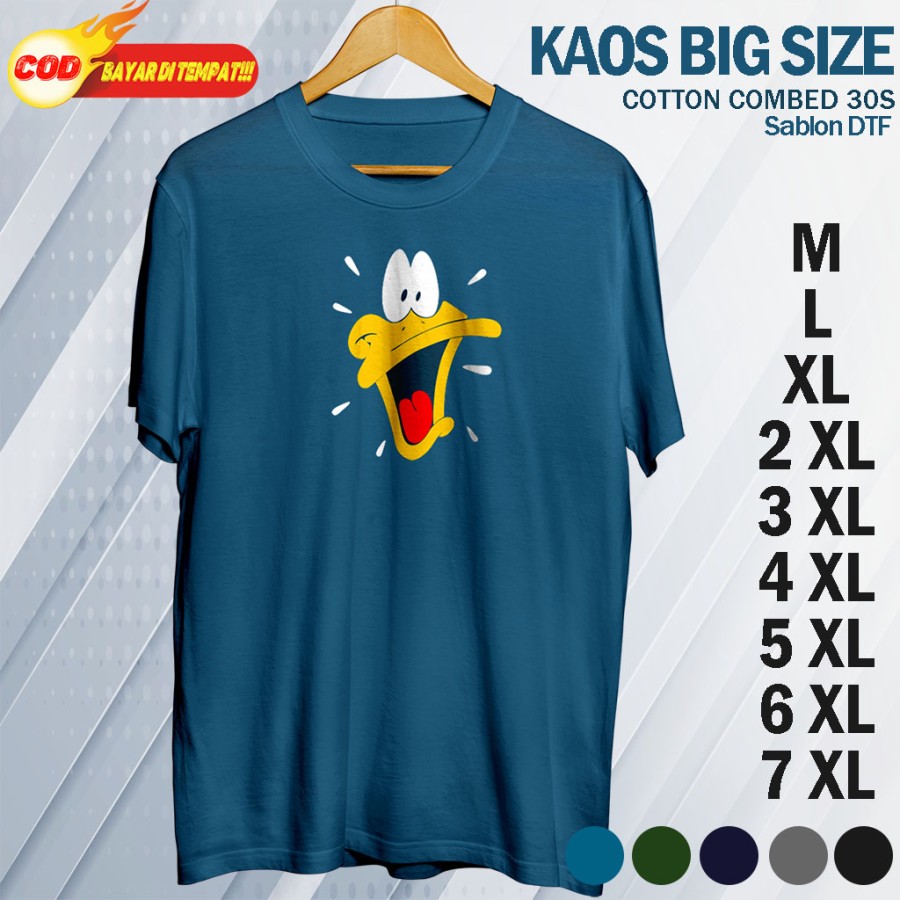 COD
BAYAR DI TEMPAT!!!
KAOS BIG SIZE
COTTON COMBED 30S
Sablon DTF
M
L
XL
2 XL
3 XL
4 XL
5 XL
6 XL
7 XL